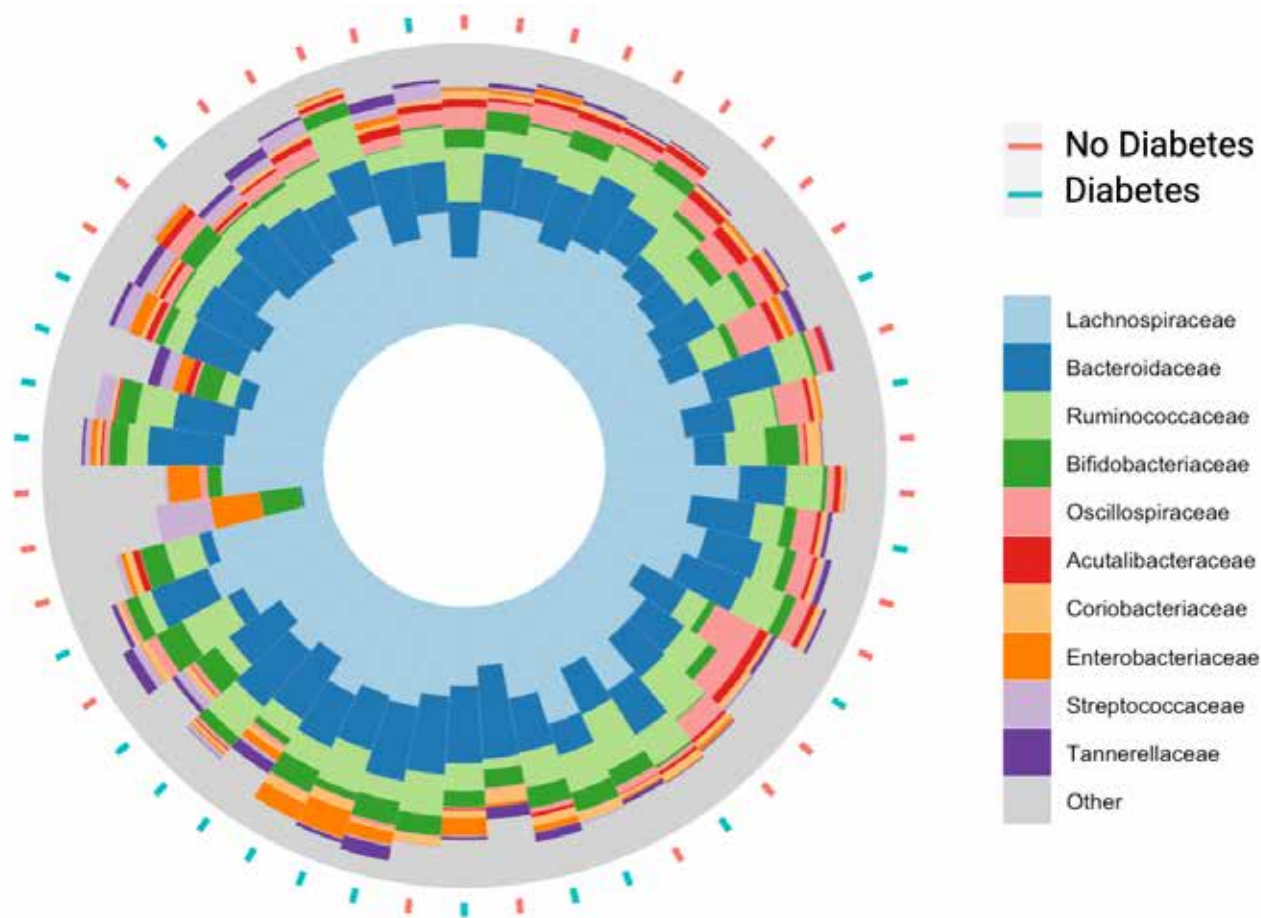 No Diabetes
Diabetes
Lachnospiraceae
Bacteroidaceae
Ruminococcaceae
Bifidobacteriaceae
Oscillospiraceae
Acutalibacteraceae
Coriobacteriaceae
Enterobacteriaceae
Streptococcaceae
Tannerellaceae
Other